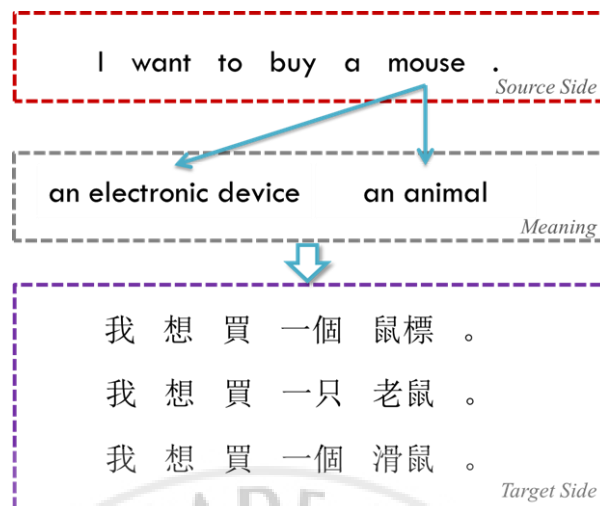 I want to buy a mouse .
Source Side
an electronic device an animal
Meaning
我 想 買 一個 鼠標 。
我 想 買 一只 老鼠 。
我 想 買 一個 滑鼠 。
Target Side